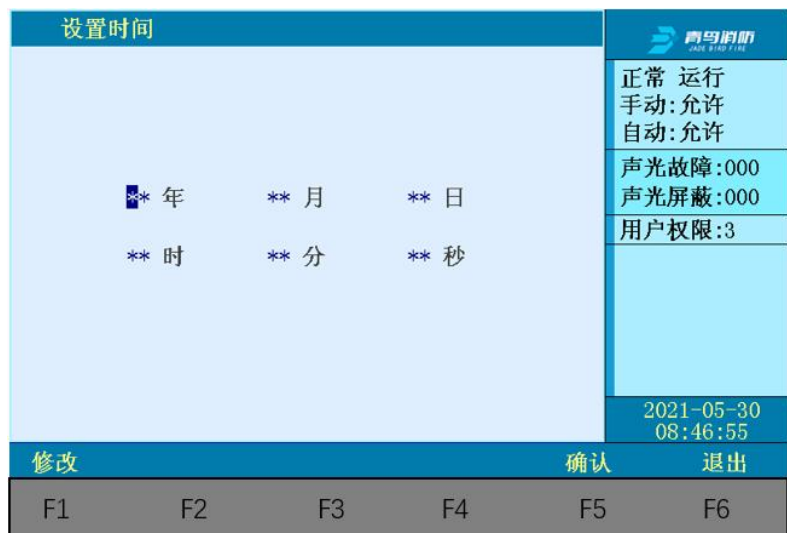 设置时间
青鸟消防
JADE BIRD FIRE
正常 运行
手动:允许
自动:允许
声光故障:000
声光屏蔽:000
用户权限:3
** 年 ** 月 ** 日
** 时 ** 分 ** 秒
2021-05-30
08:46:55
修改 确认 退出
F1 F2 F3 F4 F5 F6